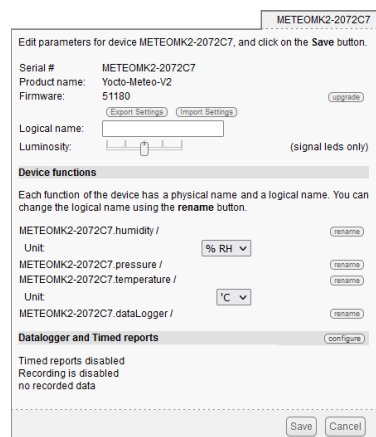 METEOMK2-2072C7
Edit parameters for device METEOMK2-2072C7, and click on the Save button.
Serial # METEOMK2-2072C7
Product name: Yocto-Meteo-V2
Firmware: 51180 upgrade
Export Settings Import Settings
Logical name:
Luminosity: (signal leds only)
Device functions
Each function of the device has a physical name and a logical name. You can
change the logical name using the rename button.
METEOMK2-2072C7.humidity / rename
Unit: % RH
METEOMK2-2072C7.pressure / rename
METEOMK2-2072C7.temperature / rename
Unit: 'C
METEOMK2-2072C7.dataLogger / rename
Datalogger and Timed reports configure
Timed reports disabled
Recording is disabled
no recorded data
Save Cancel